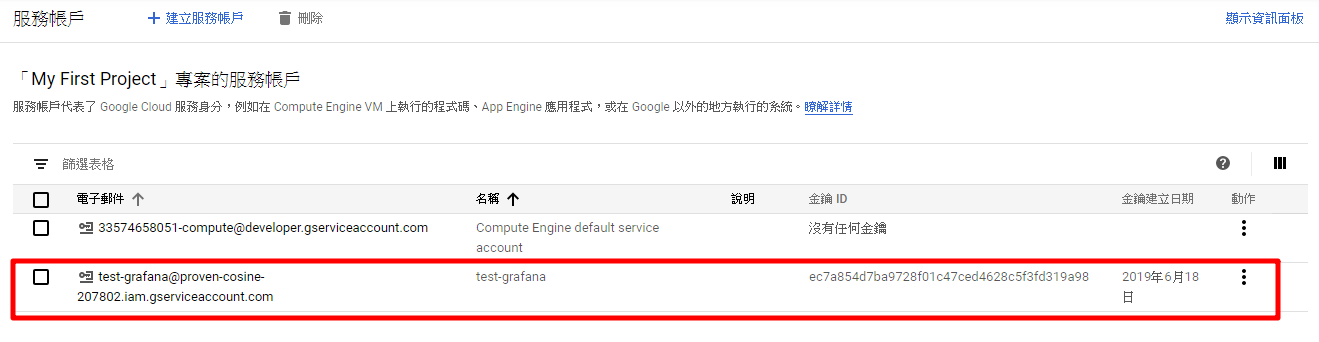 服務帳戶 建立服務帳戶 刪除 顯示資訊面板
「My First Project」專案的服務帳戶
服務帳戶代表了 Google Cloud 服務身分，例如在 Compute Engine VM 上執行的程式碼、App Engine 應用程式，或在 Google 以外的地方執行的系統。瞭解詳情
篩選表格
電子郵件 名稱 說明 金鑰 ID 金鑰建立日期 動作
33574658051-compute@developer.gserviceaccount.com Compute Engine default service 沒有任何金鑰
account
test-grafana@proven-cosine- test-grafana ec7a854d7ba9728f01c47ced4628c5f3fd319a98 2019年6月18
207802.iam.gserviceaccount.com 日